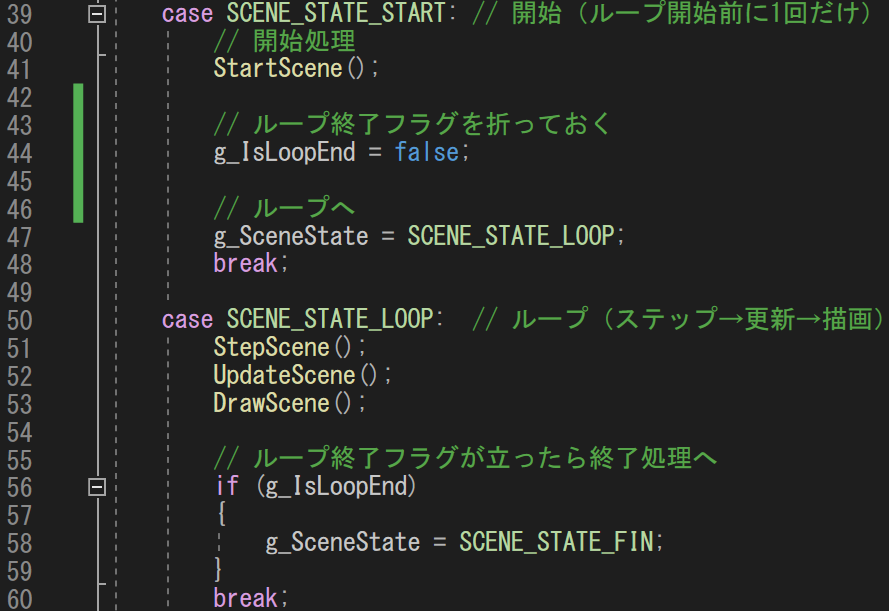 39 case SCENE_STATE_START: // 開始（ループ開始前に1回だけ）
40 // 開始処理
41 StartScene();
42
43 // ループ終了フラグを折っておく
44 g_IsLoopEnd = false;
45
46 // ループへ
47 g_SceneState = SCENE_STATE_LOOP;
48 break;
49
50 case SCENE_STATE_LOOP: // ループ（ステップ→更新→描画）
51 StepScene();
52 UpdateScene();
53 DrawScene();
54
55 // ループ終了フラグが立ったら終了処理へ
56 if (g_IsLoopEnd)
57 {
58 g_SceneState = SCENE_STATE_FIN;
59 }
60 break;